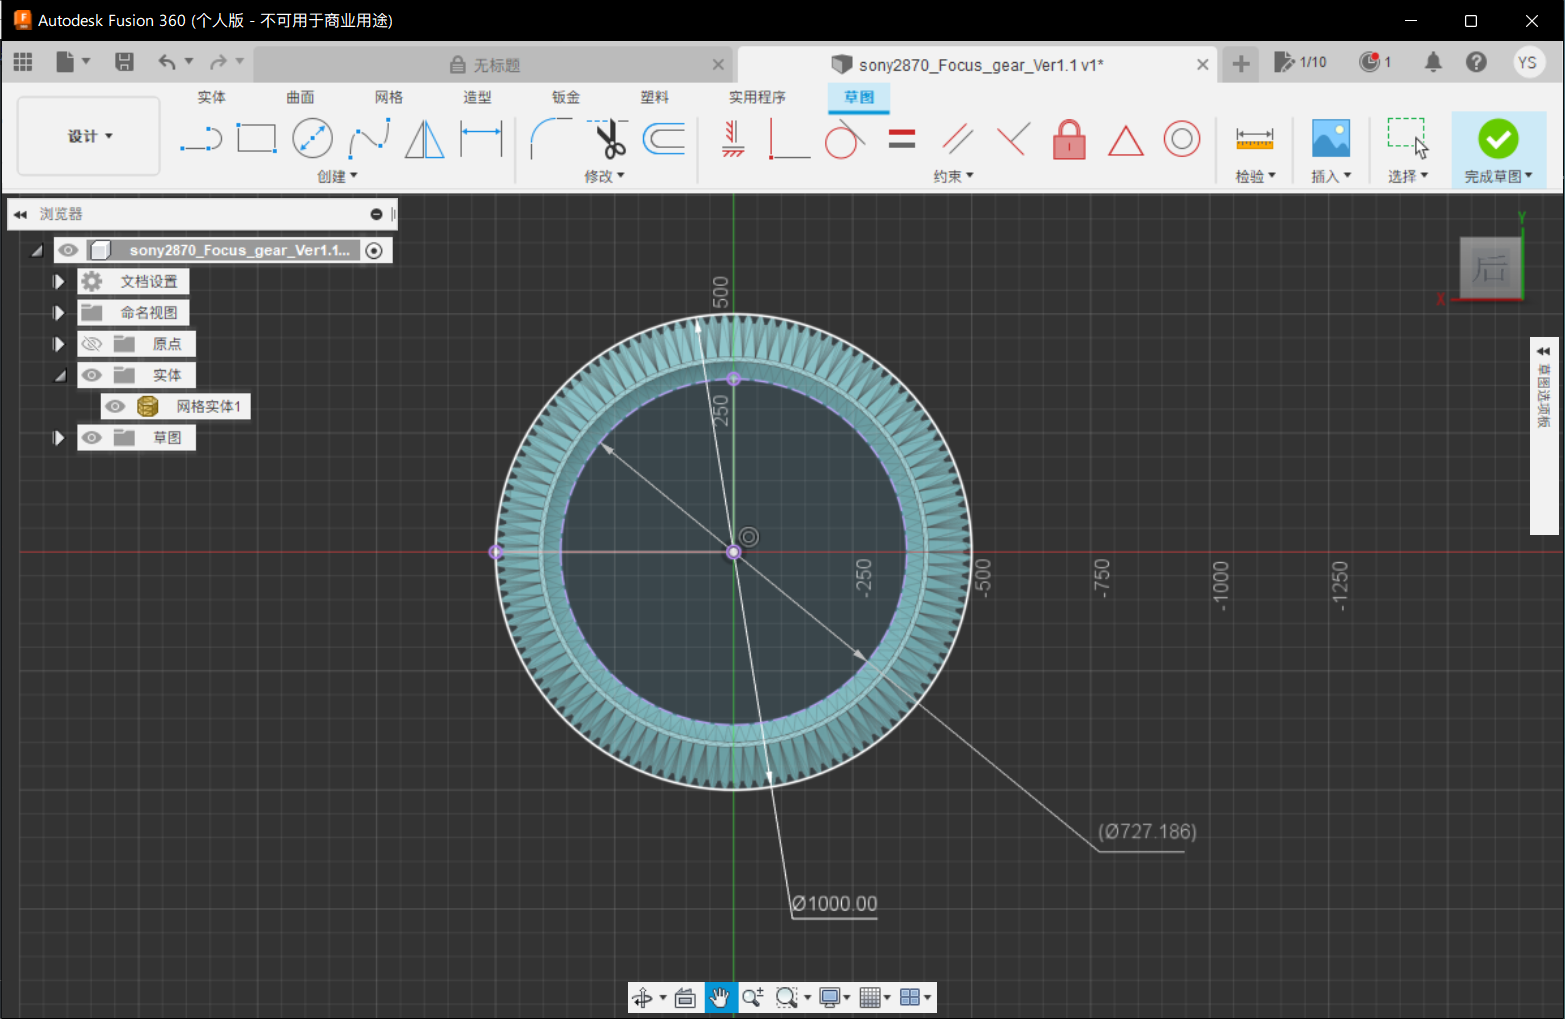 Autodesk Fusion 360 (个人版 - 不可用于商业用途)
无标题
sony2870_Focus_gear_Ver1.1 v1*
1/10
1
YS
设计
实体
曲面
网格
造型
钣金
塑料
实用程序
草图
创建
修改
约束
检验
插入
选择
完成草图
浏览器
sony2870_Focus_gear_Ver1.1...
文档设置
命名视图
原点
实体
网格实体1
草图
后
X
Y
草图选项板
500
250
-250
-500
-750
-1000
-1250
(Ø727.186)
Ø1000.00